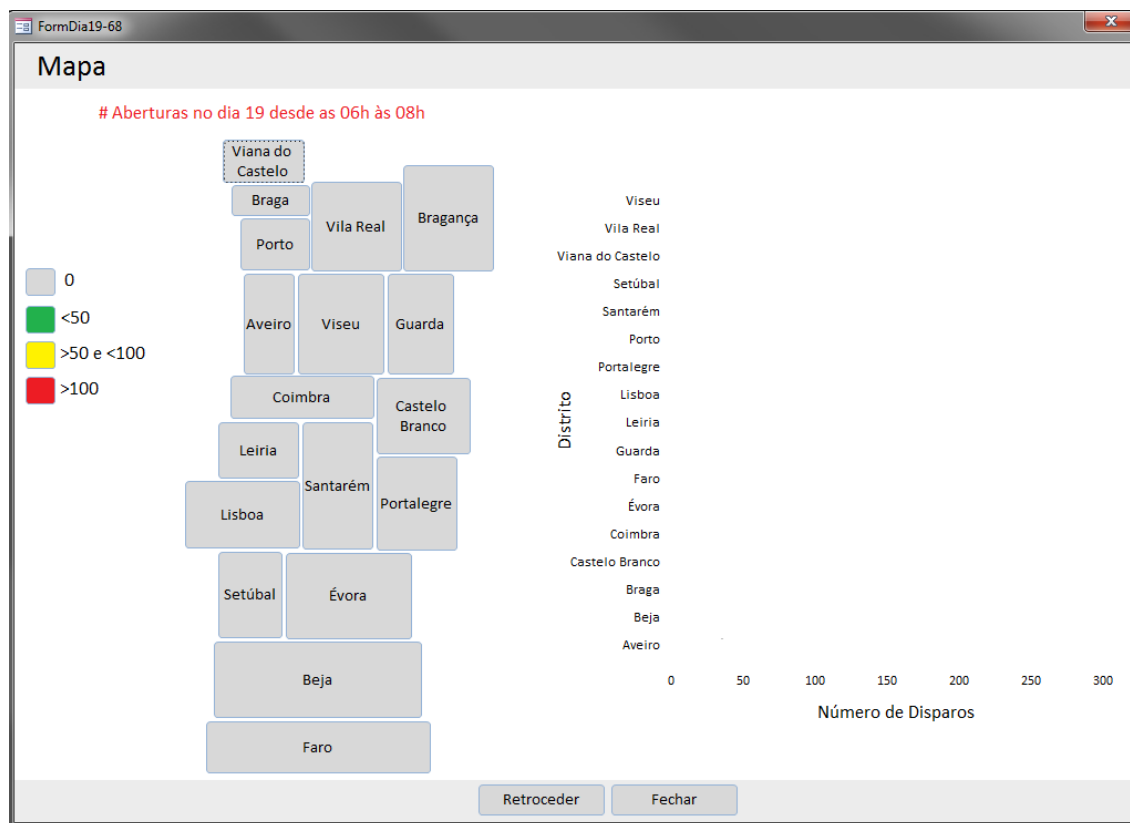 FormDia19-68
Mapa
# Aberturas no dia 19 desde as 06h às 08h
Viana do
Castelo
Braga
Vila Real
Bragança
Porto
Aveiro
Viseu
Guarda
Coimbra
Castelo
Branco
Leiria
Santarém
Portalegre
Lisboa
Setúbal
Évora
Beja
Faro
0
<50
>50 e <100
>100
Distrito
Viseu
Vila Real
Viana do Castelo
Setúbal
Santarém
Porto
Portalegre
Lisboa
Leiria
Guarda
Faro
Évora
Coimbra
Castelo Branco
Braga
Beja
Aveiro
0 50 100 150 200 250 300
Número de Disparos
Retroceder Fechar